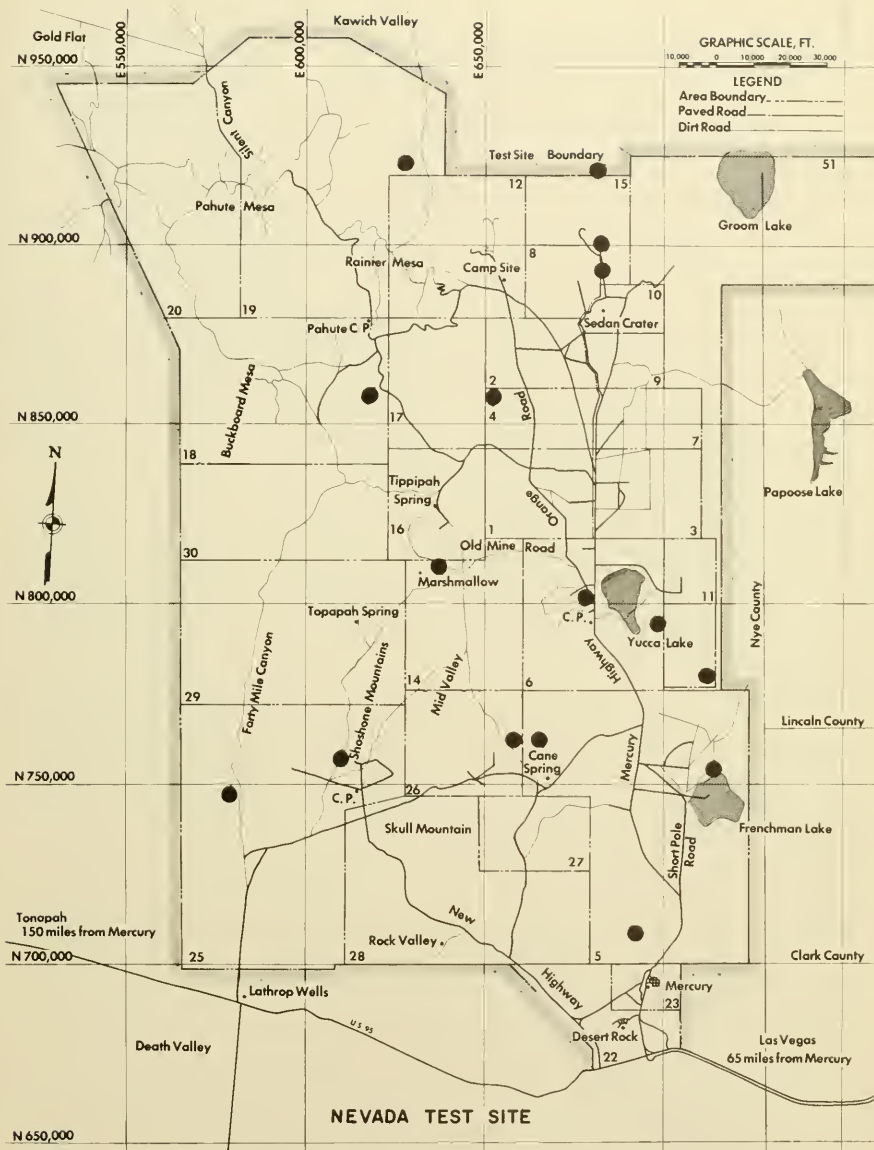 Kawich Valley
Gold Flat
E 550,000
E 600,000
E 650,000
N 950,000
GRAPHIC SCALE, FT.
10,000 0 10,000 20,000 30,000
LEGEND
Area Boundary
Paved Road
Dirt Road
Silent Canyon
Test Site Boundary
51
12
15
Pahute Mesa
Groom Lake
N 900,000
8
Rainier Mesa
Camp Site
10
20
19
Sedan Crater
Pahute C.P.
Buckboard Mesa
2
9
4
Road
N 850,000
17
7
18
N
Tippipah
Spring
Papoose Lake
Orange
16
1
3
Old Mine Road
30
Marshmallow
N 800,000
11
Topapah Spring
C.P.
Yucca Lake
Nye County
Highway
Forty Mile Canyon
Shoshone Mountains
Mid Valley
14
6
29
Lincoln County
Cane
Spring
Mercury
N 750,000
C.P.
26
Skull Mountain
Frenchman Lake
Short Pole
Road
27
Tonapah
150 miles from Mercury
New
Rock Valley
N 700,000
25
28
5
Clark County
Highway
Lathrop Wells
Mercury
23
US 95
Desert Rock
Death Valley
Las Vegas
65 miles from Mercury
22
NEVADA TEST SITE
N 650,000